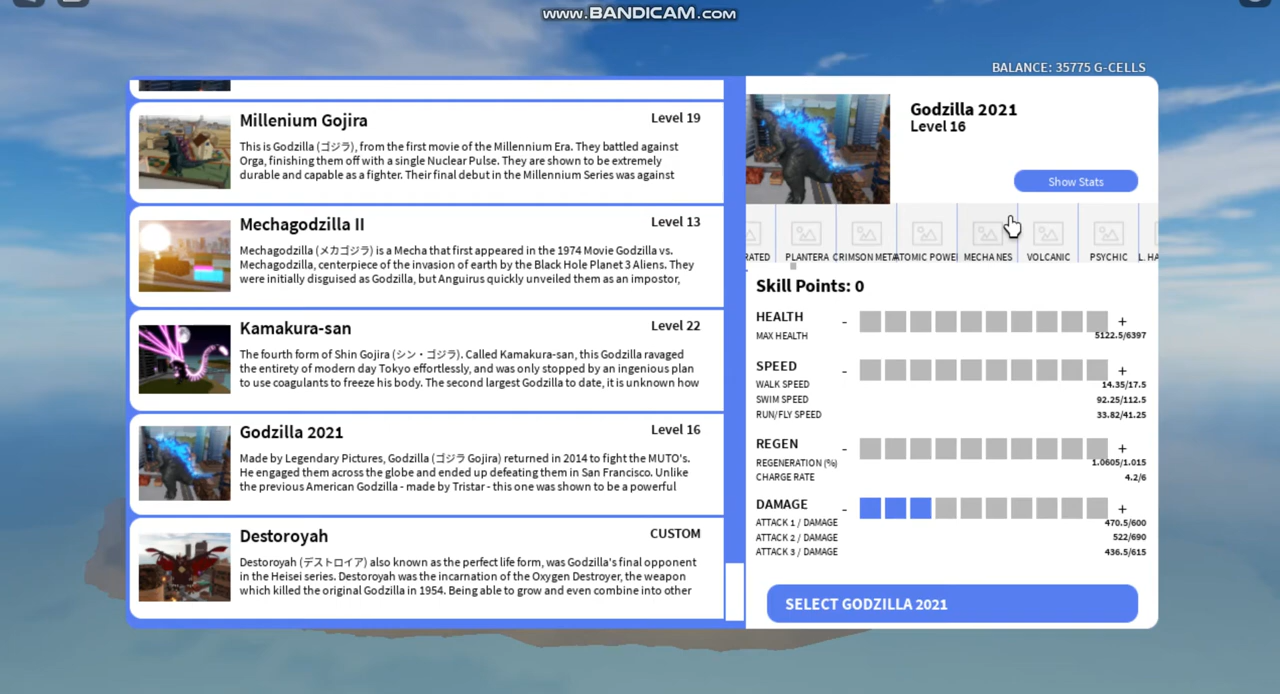 www.BANDICAM.com
BALANCE: 35775 G-CELLS
Millenium Gojira
Level 19
This is Godzilla (ゴジラ), from the first movie of the Millennium Era. They battled against
Orga, finishing them off with a single Nuclear Pulse. They are shown to be extremely
durable and capable as a fighter. Their final debut in the Millennium Series was against
Mechagodzilla II
Level 13
Mechagodzilla (メカゴジラ) is a Mecha that first appeared in the 1974 Movie Godzilla vs.
Mechagodzilla, centerpiece of the invasion of earth by the Black Hole Planet 3 Aliens. They
were initially disguised as Godzilla, but Anguirus quickly unveiled them as an impostor,
Kamakura-san
Level 22
The fourth form of Shin Gojira (シン・ゴジラ). Called Kamakura-san, this Godzilla ravaged
the entirety of modern day Tokyo effortlessly, and was only stopped by an ingenious plan
to use coagulants to freeze his body. The second largest Godzilla to date, it is unknown how
Godzilla 2021
Level 16
Made by Legendary Pictures, Godzilla (ゴジラ Gojira) returned in 2014 to fight the MUTO's.
He engaged them across the globe and ended up defeating them in San Francisco. Unlike
the previous American Godzilla - made by Tristar - this one was shown to be a powerful
Destoroyah
CUSTOM
Destoroyah (デストロイア) also known as the perfect life form, was Godzilla's final opponent
in the Heisei series. Destoroyah was the incarnation of the Oxygen Destroyer, the weapon
which killed the original Godzilla in 1954. Being able to grow and even combine into other
Godzilla 2021
Level 16
Show Stats
RATED PLANTERA CRIMSON META ATOMIC POWE MECHA NES VOLCANIC PSYCHIC L. HA
Skill Points: 0
HEALTH - +
MAX HEALTH 5122.5/6397
SPEED - +
WALK SPEED 14.35/17.5
SWIM SPEED 92.25/112.5
RUN/FLY SPEED 33.82/41.25
REGEN - +
REGENERATION (%) 1.0605/1.015
CHARGE RATE 4.2/6
DAMAGE - +
ATTACK 1 / DAMAGE 470.5/600
ATTACK 2 / DAMAGE 522/690
ATTACK 3 / DAMAGE 436.5/615
SELECT GODZILLA 2021